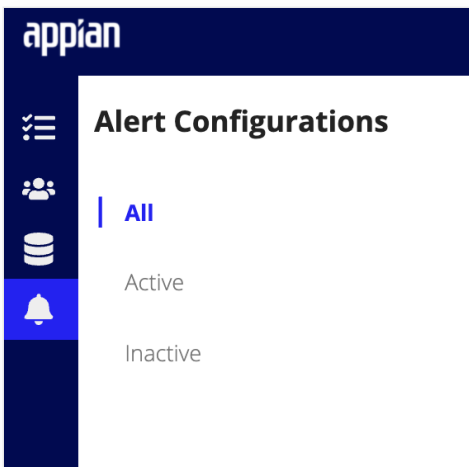 appian
Alert Configurations
All
Active
Inactive